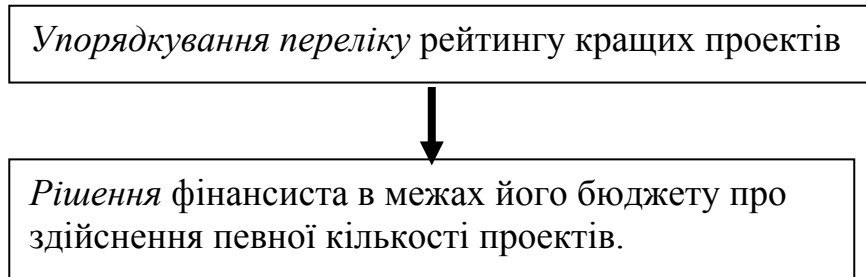 Упорядкування переліку рейтингу кращих проектів
Рішення фінансиста в межах його бюджету про
здійснення певної кількості проектів.